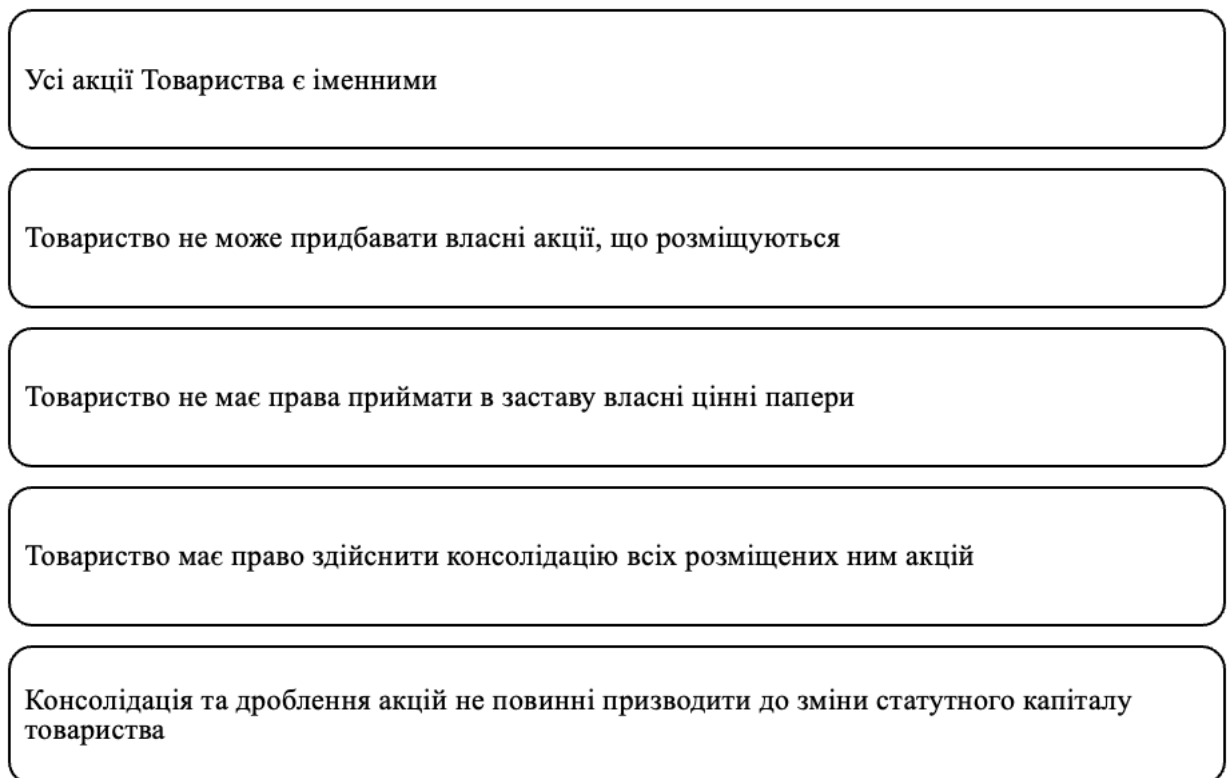 Усі акції Товариства є іменними
Товариство не може придбавати власні акції, що розміщуються
Товариство не має права приймати в заставу власні цінні папери
Товариство має право здійснити консолідацію всіх розміщених ним акцій
Консолідація та дроблення акцій не повинні призводити до зміни статутного капіталу
товариства